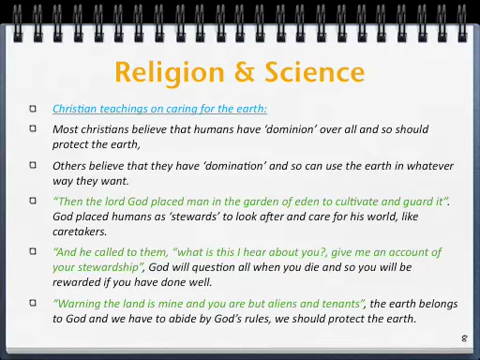 Religion & Science
Christian teachings on caring for the earth:
Most christians believe that humans have ‘dominion’ over all and so should
protect the earth,
Others believe that they have ‘domination’ and so can use the earth in whatever
way they want.
“Then the lord God placed man in the garden of eden to cultivate and guard it”.
God placed humans as ‘stewards’ to look after and care for his world, like
caretakers.
“And he called to them, “what is this I hear about you?, give me an account of
your stewardship”, God will question all when you die and so you will be
rewarded if you have done well.
“Warning the land is mine and you are but aliens and tenants”, the earth belongs
to God and we have to abide by God’s rules, we should protect the earth.